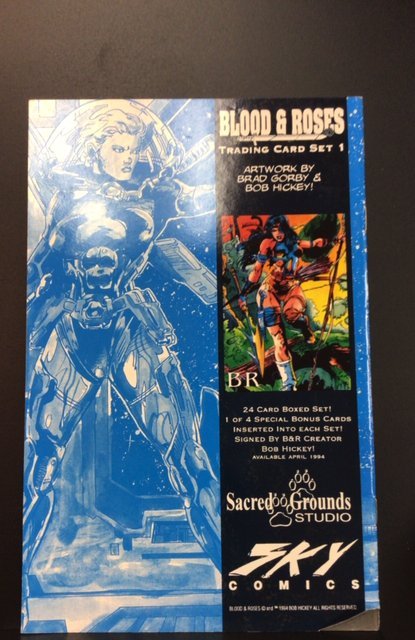 BLOOD & ROSES
TRADING CARD SET 1
ARTWORK BY
BRAD GORBY &
BOB HICKEY!
B R
24 CARD BOXED SET!
1 OF 4 SPECIAL BONUS CARDS
INSERTED INTO EACH SET!
SIGNED BY B&R CREATOR
BOB HICKEY!
AVAILABLE APRIL 1994
Sacred Grounds
STUDIO
SKY
COMICS
BLOOD & ROSES © and ™ 1994 BOB HICKEY ALL RIGHTS RESERVED